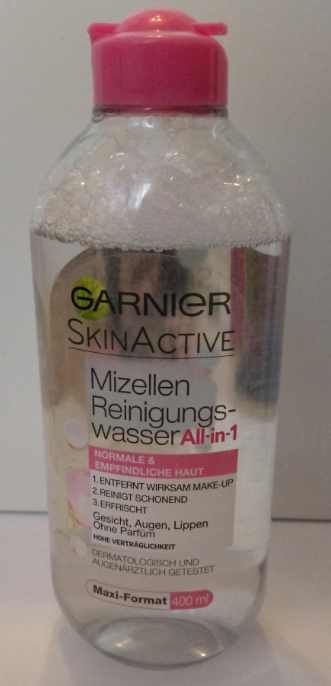 GARNIER
SKINACTIVE
Mizellen
Reinigungs-
wasser All-in-1
NORMALE &
EMPFINDLICHE HAUT
1. ENTFERNT WIRKSAM MAKE-UP
2. REINIGT SCHONEND
3. ERFRISCHT
Gesicht, Augen, Lippen
Ohne Parfüm
HOHE VERTRÄGLICHKEIT
DERMATOLOGISCH UND
AUGENÄRZTLICH GETESTET
Maxi-Format 400 ml